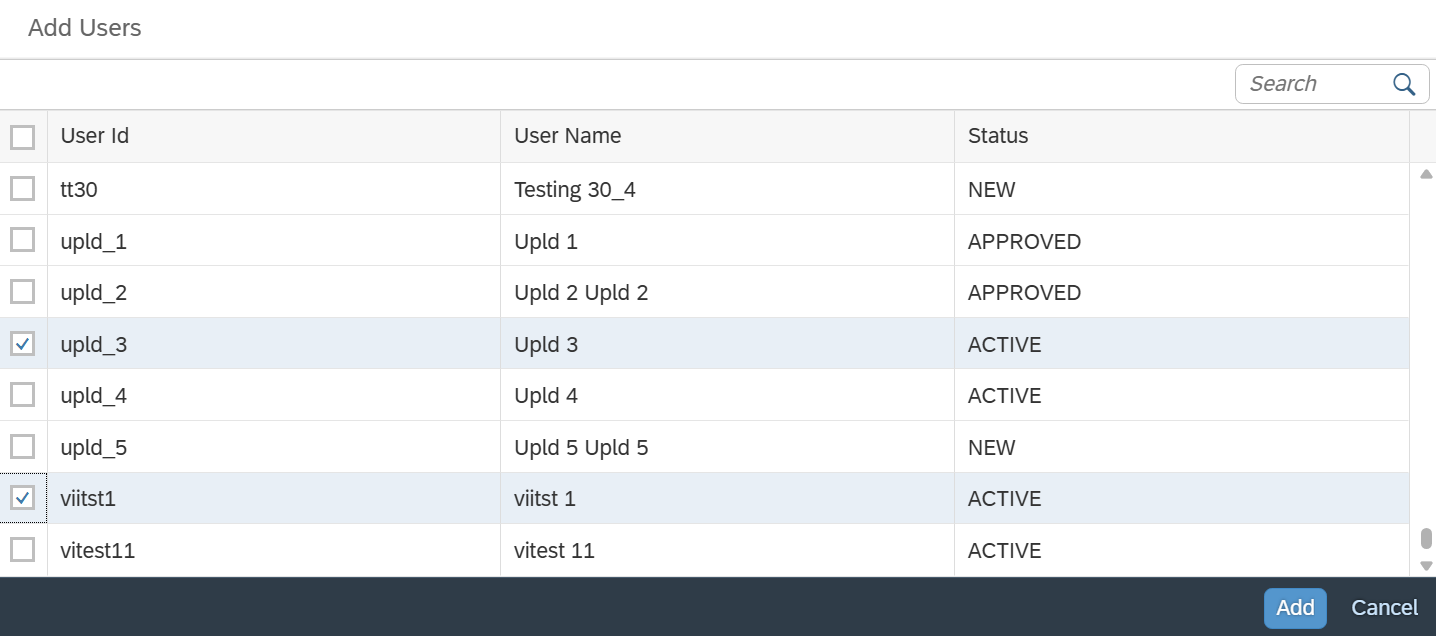 Add Users
Search
User Id User Name Status
tt30 Testing 30_4 NEW
upld_1 Upld 1 APPROVED
upld_2 Upld 2 Upld 2 APPROVED
upld_3 Upld 3 ACTIVE
upld_4 Upld 4 ACTIVE
upld_5 Upld 5 Upld 5 NEW
viitst1 viitst 1 ACTIVE
vitest11 vitest 11 ACTIVE
Add Cancel